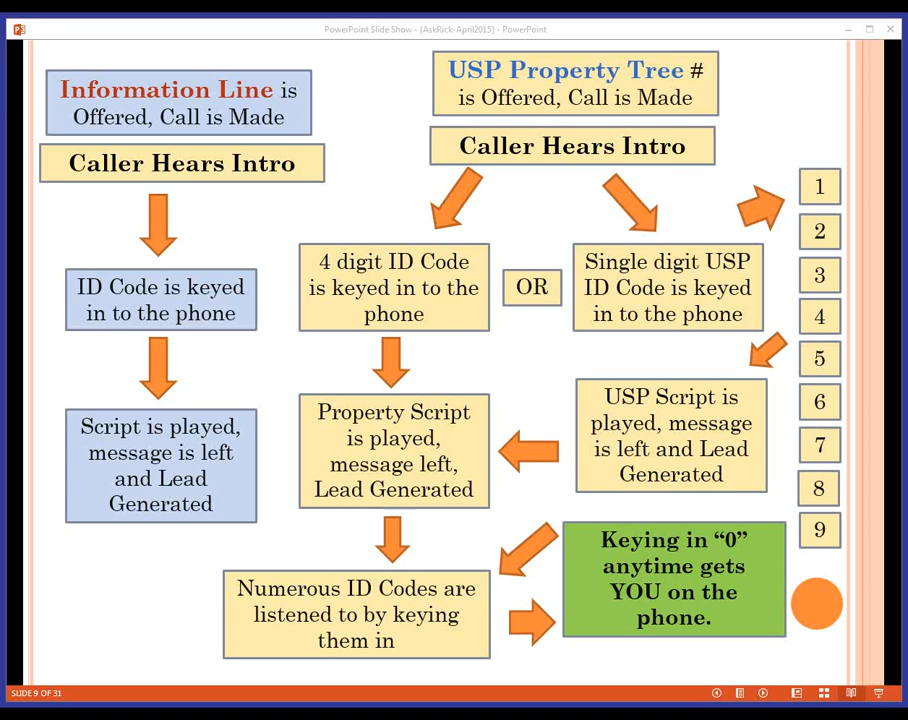 PowerPoint Slide Show - [AskRick-April2015] - PowerPoint
Information Line is
Offered, Call is Made
Caller Hears Intro
ID Code is keyed
in to the phone
Script is played,
message is left
and Lead
Generated
USP Property Tree #
is Offered, Call is Made
Caller Hears Intro
4 digit ID Code
is keyed in to the
phone
OR
Single digit USP
ID Code is keyed
in to the phone
1
2
3
4
5
6
7
8
9
USP Script is
played, message
is left and Lead
Generated
Property Script
is played,
message left,
Lead Generated
Numerous ID Codes are
listened to by keying
them in
Keying in “0”
anytime gets
YOU on the
phone.
SLIDE 9 OF 31